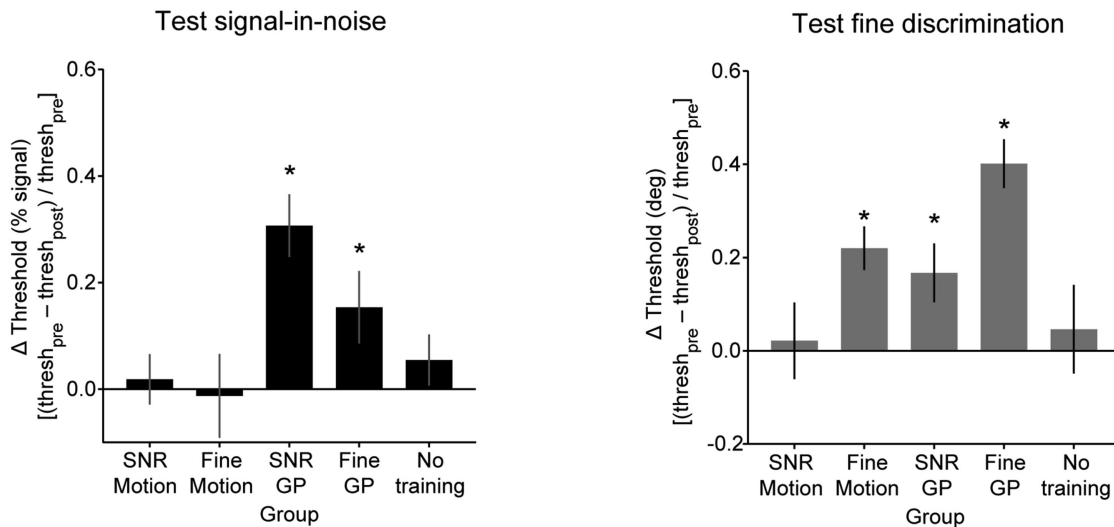 Test signal-in-noise
Δ Threshold (% signal)
[(thresh_pre – thresh_post) / thresh_pre]
0.6
0.4
0.2
0.0
*
*
SNR Motion
Fine Motion
SNR GP
Fine GP
No training
Group
Test fine discrimination
Δ Threshold (deg)
[(thresh_pre – thresh_post) / thresh_pre]
0.6
0.4
0.2
0.0
-0.2
*
*
*
SNR Motion
Fine Motion
SNR GP
Fine GP
No training
Group